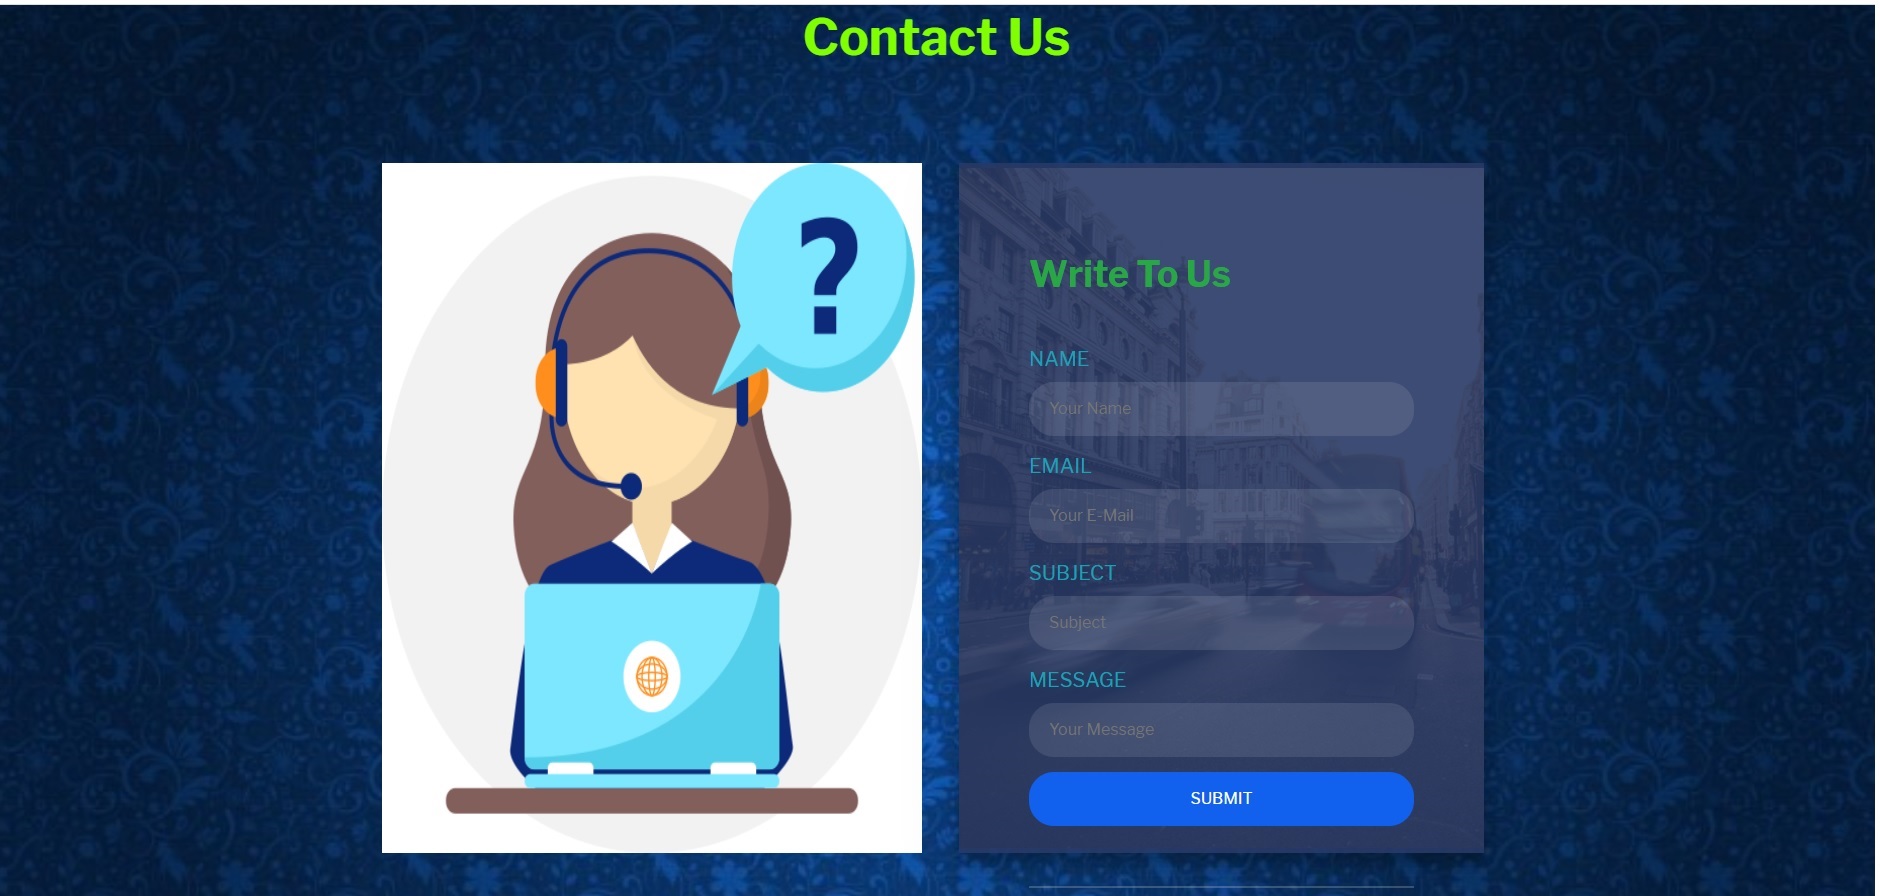 Contact Us
?
Write To Us
NAME
Your Name
EMAIL
Your E-Mail
SUBJECT
Subject
MESSAGE
Your Message
SUBMIT